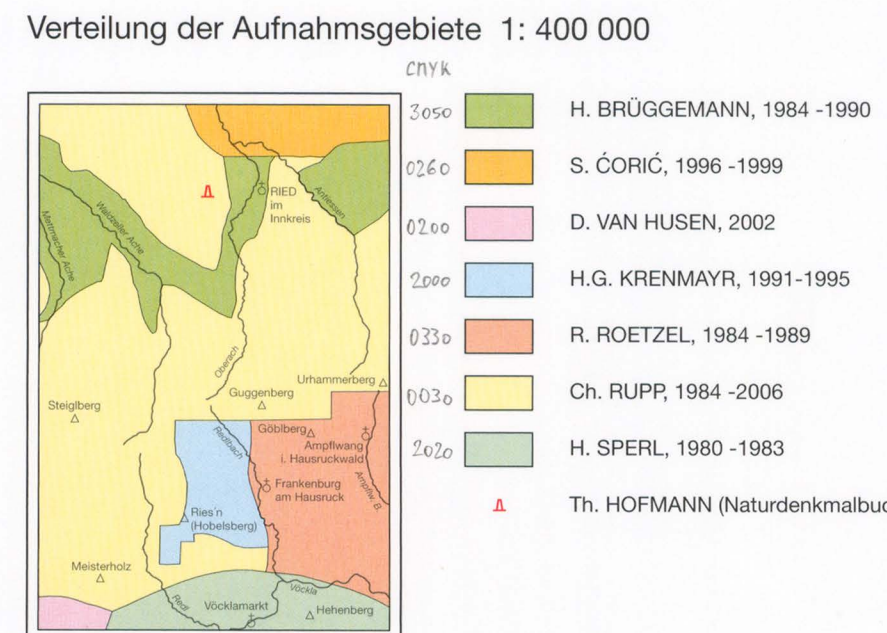 Verteilung der Aufnahmsgebiete 1: 400 000
CMYK
3050 H. BRÜGGEMANN, 1984 -1990
0260 S. ĆORIĆ, 1996 -1999
0200 D. VAN HUSEN, 2002
2000 H.G. KRENMAYR, 1991-1995
0330 R. ROETZEL, 1984 -1989
0030 Ch. RUPP, 1984 -2006
2020 H. SPERL, 1980 -1983
Th. HOFMANN (Naturdenkmalbuc
RIED
im
Innkreis
Antiesen
Waldzeller Ache
Mettmacher Ache
Oberach
Urhammerberg
Guggenberg
Steiglberg
Göblberg
Redlbach
Ampflwang
i. Hausruckwald
Frankenburg
am Hausruck
Ampflw. B.
Ries´n
(Hobelsberg)
Meisterholz
Vöckla
Redl
Vöcklamarkt
Hehenberg